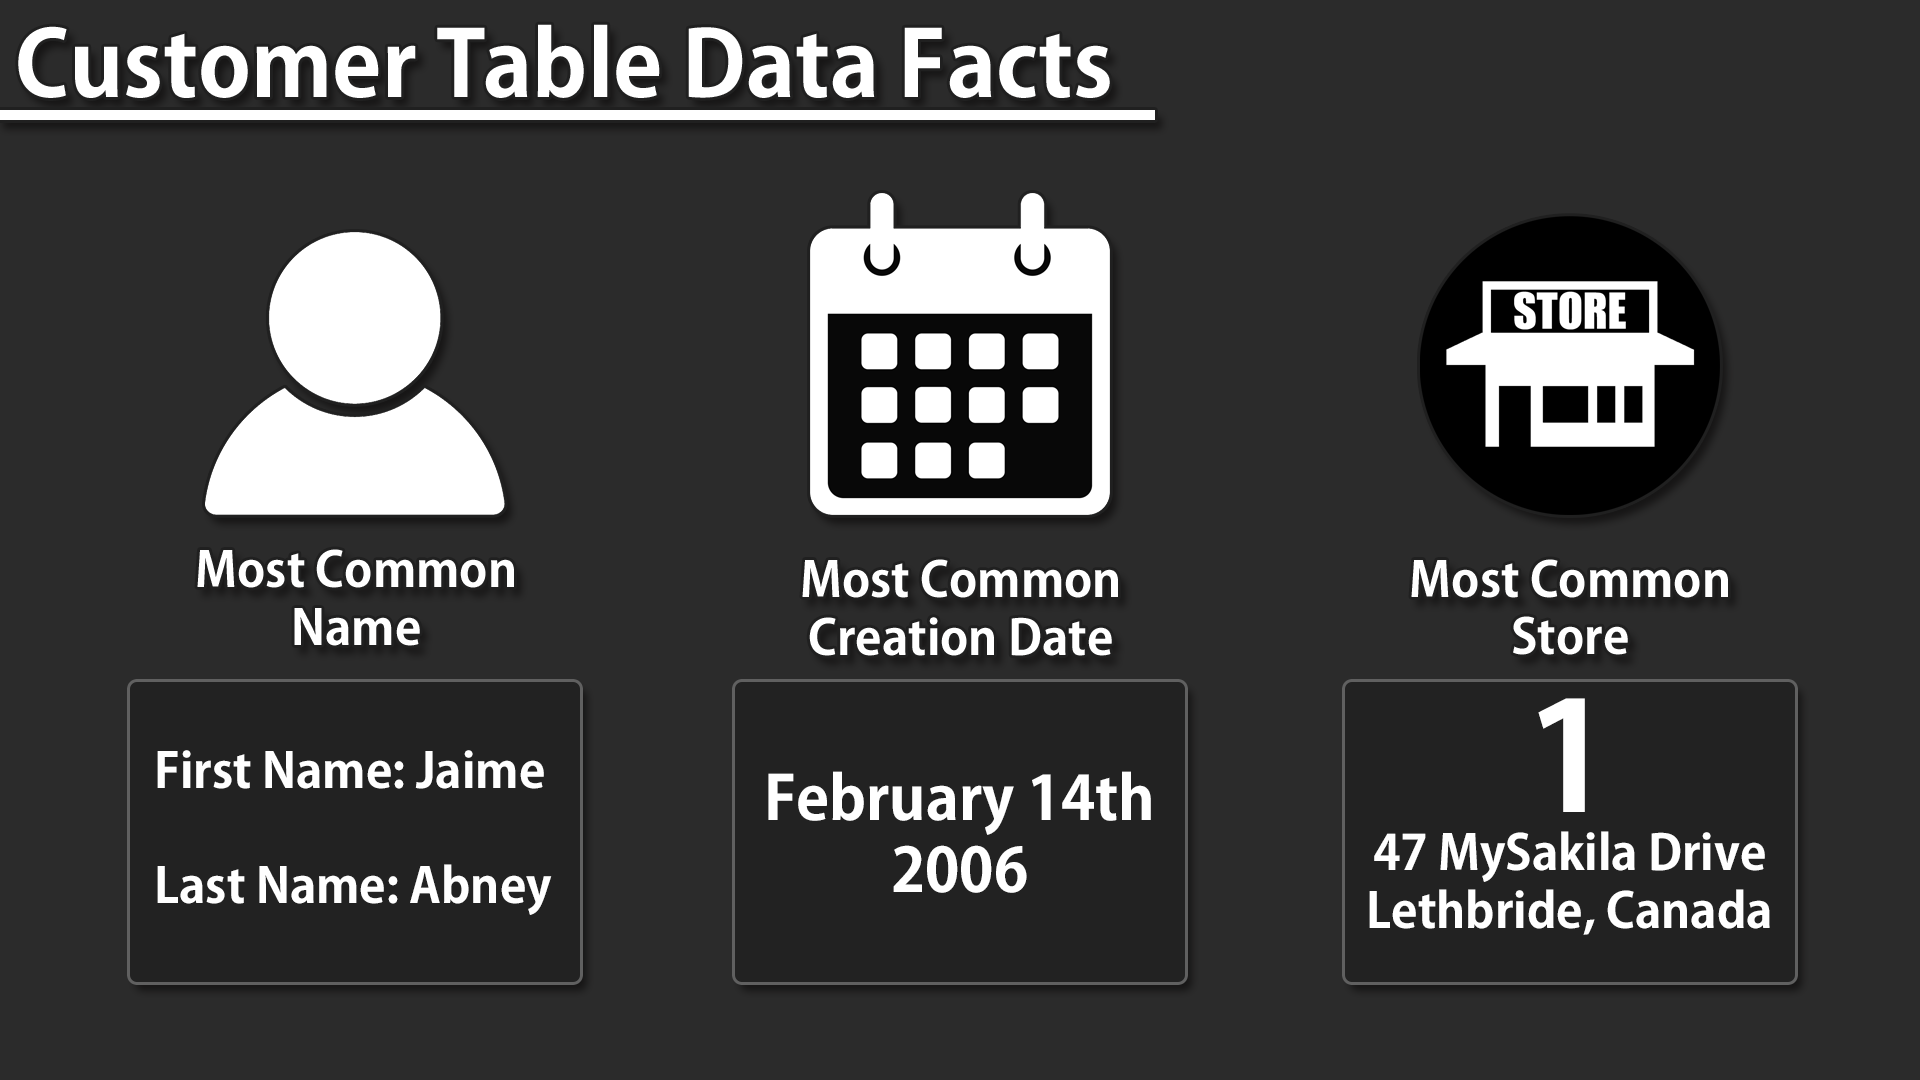 Customer Table Data Facts
STORE
Most Common
Name
Most Common
Creation Date
Most Common
Store
First Name: Jaime
Last Name: Abney
February 14th
2006
1
47 MySakila Drive
Lethbride, Canada